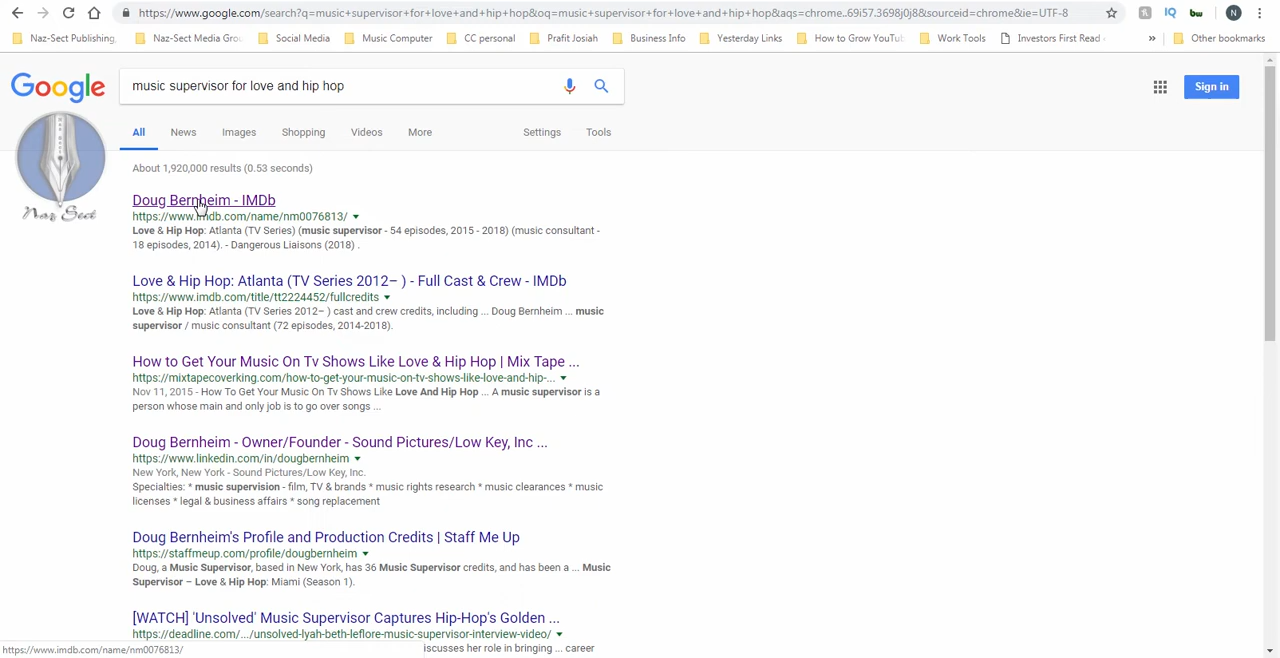 https://www.google.com/search?q=music+supervisor+for+love+and+hip+hop&oq=music+supervisor+for+love+and+hip+hop&aqs=chrome..69i57.3698j0j8&sourceid=chrome&ie=UTF-8
IQ bw N
Naz-Sect Publishing, Naz-Sect Media Grou Social Media Music Computer CC personal Prafit Josiah Business Info Yesterday Links How to Grow YouTub Work Tools Investors First Read » Other bookmarks
Google music supervisor for love and hip hop Sign in
All News Images Shopping Videos More Settings Tools
Naz Sect
About 1,920,000 results (0.53 seconds)
Doug Bernheim - IMDb
https://www.imdb.com/name/nm0076813/
Love & Hip Hop: Atlanta (TV Series) (music supervisor - 54 episodes, 2015 - 2018) (music consultant -
18 episodes, 2014). - Dangerous Liaisons (2018) .
Love & Hip Hop: Atlanta (TV Series 2012– ) - Full Cast & Crew - IMDb
https://www.imdb.com/title/tt2224452/fullcredits
Love & Hip Hop: Atlanta (TV Series 2012– ) cast and crew credits, including ... Doug Bernheim ... music
supervisor / music consultant (72 episodes, 2014-2018).
How to Get Your Music On Tv Shows Like Love & Hip Hop | Mix Tape ...
https://mixtapecoverking.com/how-to-get-your-music-on-tv-shows-like-love-and-hip-...
Nov 11, 2015 - How To Get Your Music On Tv Shows Like Love And Hip Hop ... A music supervisor is a
person whose main and only job is to go over songs ...
Doug Bernheim - Owner/Founder - Sound Pictures/Low Key, Inc ...
https://www.linkedin.com/in/dougbernheim
New York, New York - Sound Pictures/Low Key, Inc.
Specialties: * music supervision - film, TV & brands * music rights research * music clearances * music
licenses * legal & business affairs * song replacement
Doug Bernheim's Profile and Production Credits | Staff Me Up
https://staffmeup.com/profile/dougbernheim
Doug, a Music Supervisor, based in New York, has 36 Music Supervisor credits, and has been a ... Music
Supervisor – Love & Hip Hop: Miami (Season 1).
[WATCH] 'Unsolved' Music Supervisor Captures Hip-Hop's Golden ...
https://deadline.com/.../unsolved-lyah-beth-leflore-music-supervisor-interview-video/
https://www.imdb.com/name/nm0076813/ iscusses her role in bringing ... career